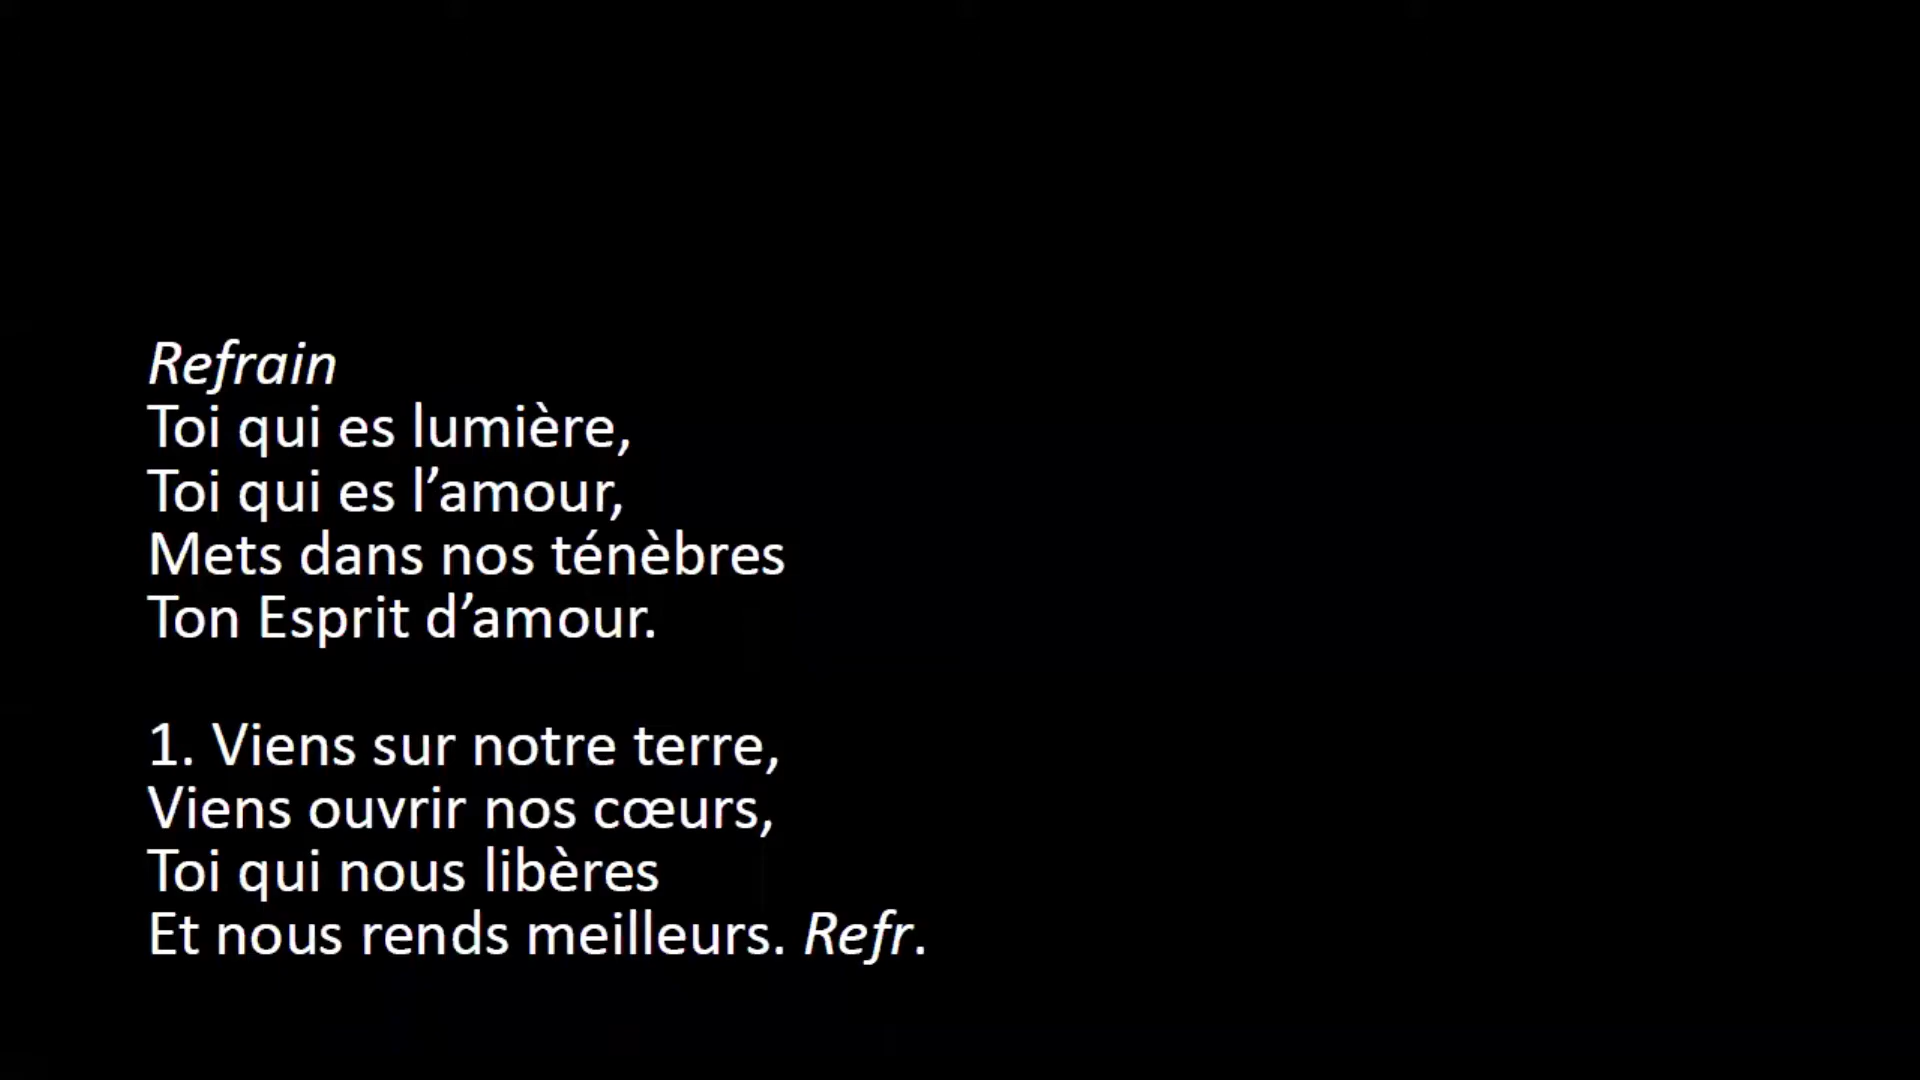 Refrain
Toi qui es lumière,
Toi qui es l’amour,
Mets dans nos ténèbres
Ton Esprit d’amour.
1. Viens sur notre terre,
Viens ouvrir nos cœurs,
Toi qui nous libères
Et nous rends meilleurs. Refr.